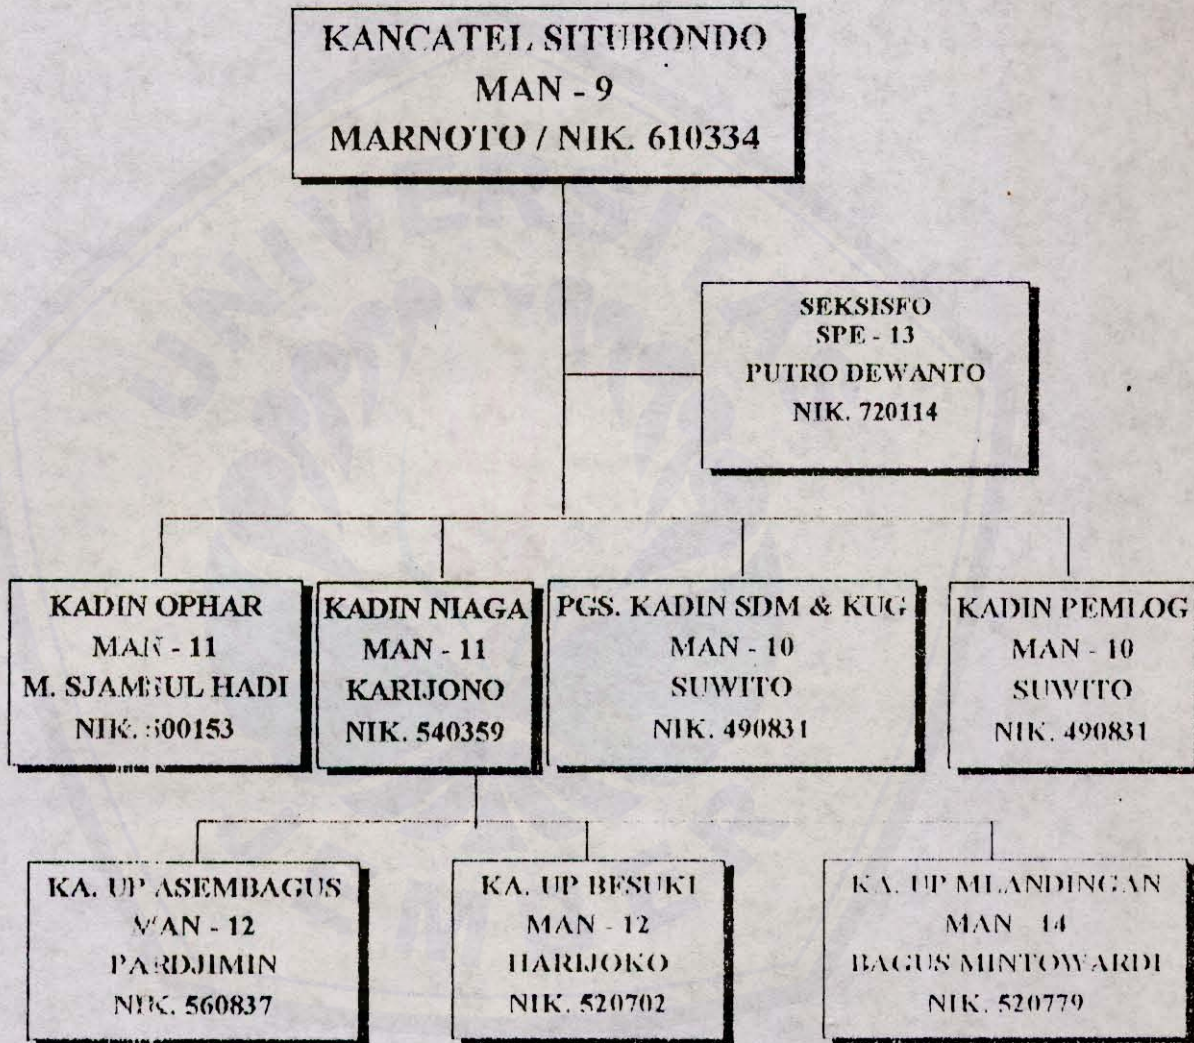 KANCATEL SITUBONDO
MAN - 9
MARNOTO / NIK. 610334
SEKSISFO
SPE - 13
PUTRO DEWANTO
NIK. 720114
KADIN OPHAR
MAN - 11
M. SJAMSUL HADI
NIK.
KADIN NIAGA
MAN - 11
KARIJONO
NIK. 540359
PGS. KADIN SDM & KUG
MAN - 10
SUWITO
NIK. 490831
KADIN PEMLOG
MAN - 10
SUWITO
NIK. 490831
KA. UP ASEMBAGUS
MAN - 12
PARDJIMIN
NIK. 560837
KA. UP BESUKI
MAN - 12
HARIJOKO
NIK. 520702
KA. UP MLANDINGAN
MAN - 14
BAGUS MINTOWARDI
NIK. 520779